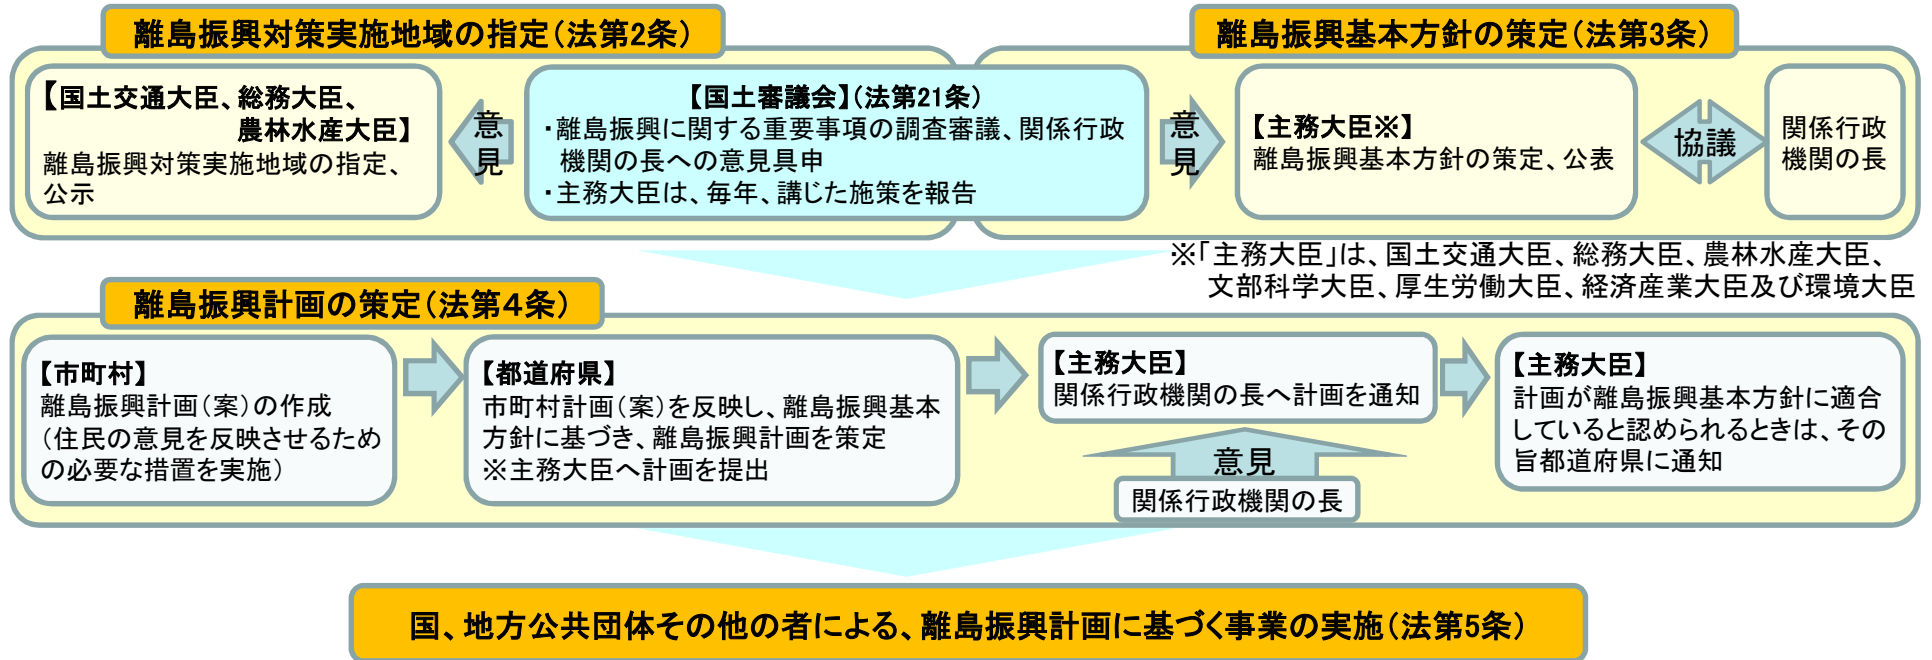 離島振興対策実施地域の指定(法第2条)
【国土交通大臣、総務大臣、
農林水産大臣】
離島振興対策実施地域の指定、
公示
意
見
【国土審議会】(法第21条)
・離島振興に関する重要事項の調査審議、関係行政
機関の長への意見具申
・主務大臣は、毎年、講じた施策を報告
離島振興基本方針の策定(法第3条)
意
見
【主務大臣※】
離島振興基本方針の策定、公表
協議
関係行政
機関の長
※「主務大臣」は、国土交通大臣、総務大臣、農林水産大臣、
文部科学大臣、厚生労働大臣、経済産業大臣及び環境大臣
離島振興計画の策定(法第4条)
【市町村】
離島振興計画(案)の作成
(住民の意見を反映させるため
の必要な措置を実施)
【都道府県】
市町村計画(案)を反映し、離島振興基本
方針に基づき、離島振興計画を策定
※主務大臣へ計画を提出
【主務大臣】
関係行政機関の長へ計画を通知
意見
関係行政機関の長
【主務大臣】
計画が離島振興基本方針に適合
していると認められるときは、その
旨都道府県に通知
国、地方公共団体その他の者による、離島振興計画に基づく事業の実施(法第5条)